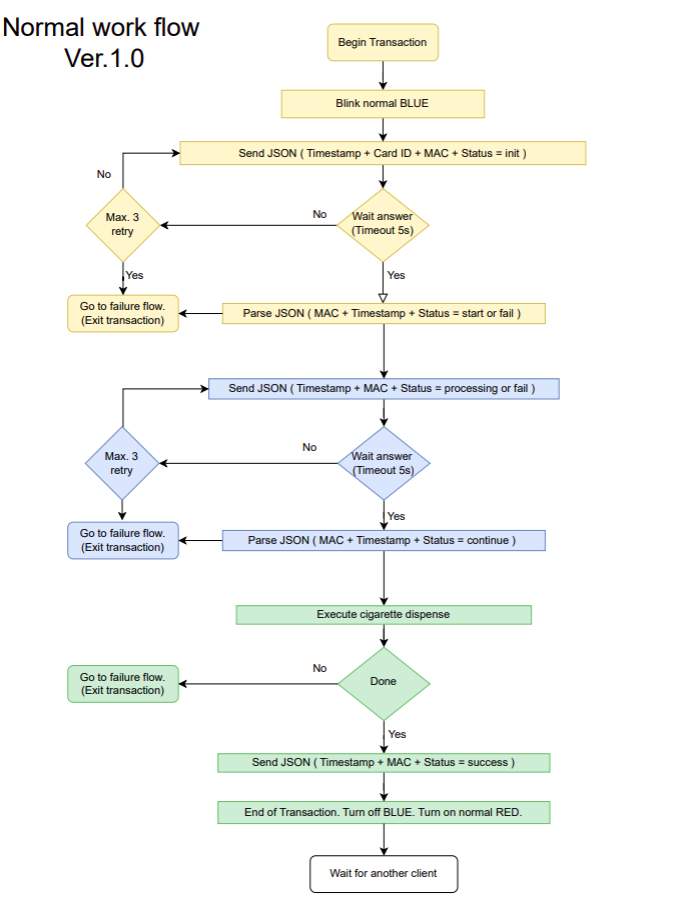 Normal work flow
Ver.1.0
Begin Transaction
Blink normal BLUE
Send JSON ( Timestamp + Card ID + MAC + Status = init )
No
Max. 3
retry
No
Wait answer
(Timeout 5s)
Yes
Yes
Go to failure flow.
(Exit transaction)
Parse JSON ( MAC + Timestamp + Status = start or fail )
Send JSON ( Timestamp + MAC + Status = processing or fail )
Max. 3
retry
No
Wait answer
(Timeout 5s)
Yes
Go to failure flow.
(Exit transaction)
Parse JSON ( MAC + Timestamp + Status = continue )
Execute cigarette dispense
No
Done
Go to failure flow.
(Exit transaction)
Yes
Send JSON ( Timestamp + MAC + Status = success )
End of Transaction. Turn off BLUE. Turn on normal RED.
Wait for another client